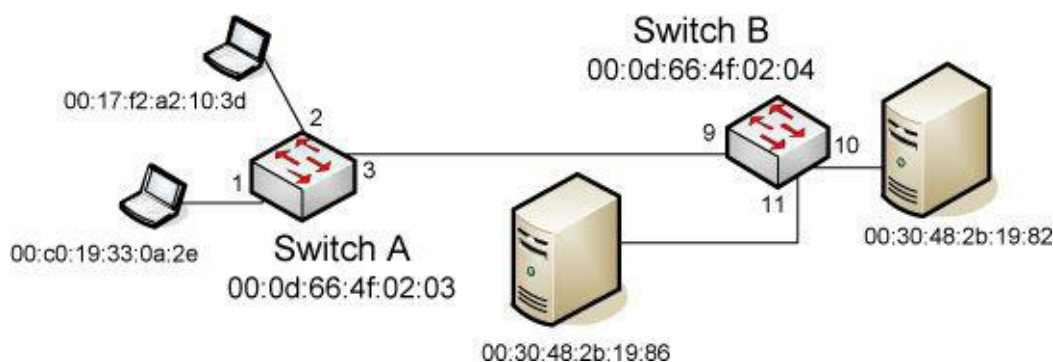 Switch B
00:0d:66:4f:02:04
00:17:f2:a2:10:3d
2
9
10
1
3
11
00:c0:19:33:0a:2e
Switch A
00:0d:66:4f:02:03
00:30:48:2b:19:82
00:30:48:2b:19:86